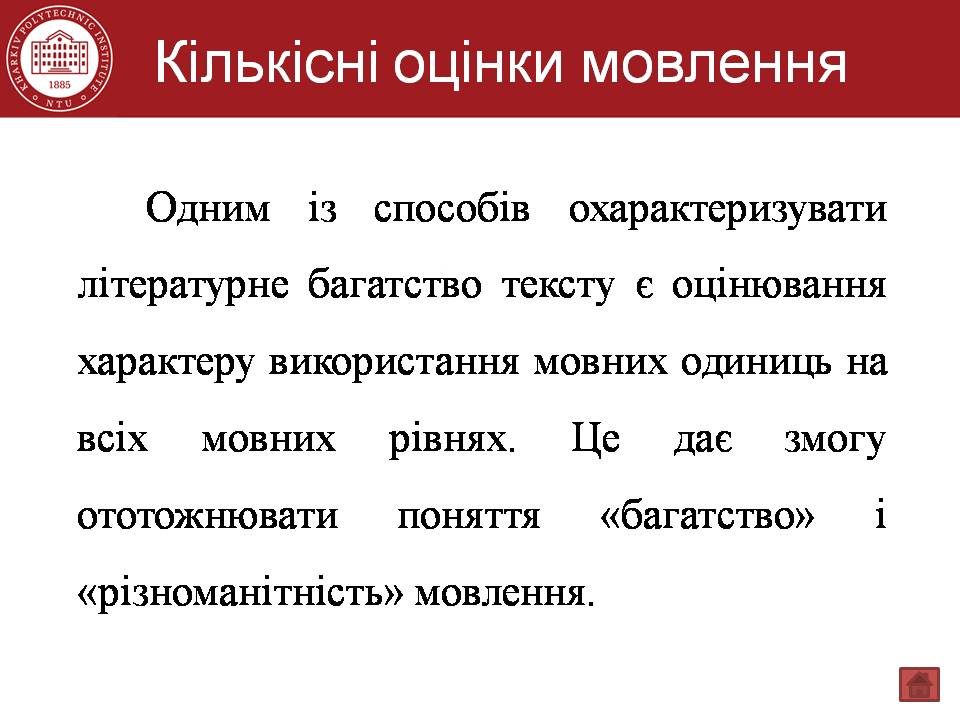 KHARKIV POLYTECHNIC INSTITUTE
1885
NTU
Кількісні оцінки мовлення
Одним із способів охарактеризувати
літературне багатство тексту є оцінювання
характеру використання мовних одиниць на
всіх мовних рівнях. Це дає змогу
ототожнювати поняття «багатство» і
«різноманітність» мовлення.